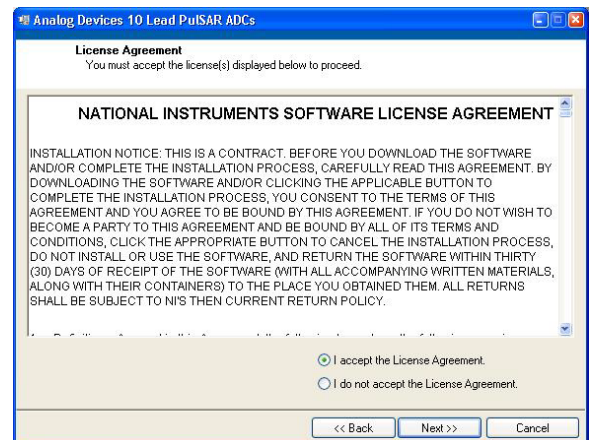 Analog Devices 10 Lead PulSAR ADCs
License Agreement
You must accept the license(s) displayed below to proceed.
NATIONAL INSTRUMENTS SOFTWARE LICENSE AGREEMENT
INSTALLATION NOTICE: THIS IS A CONTRACT. BEFORE YOU DOWNLOAD THE SOFTWARE
AND/OR COMPLETE THE INSTALLATION PROCESS, CAREFULLY READ THIS AGREEMENT. BY
DOWNLOADING THE SOFTWARE AND/OR CLICKING THE APPLICABLE BUTTON TO
COMPLETE THE INSTALLATION PROCESS, YOU CONSENT TO THE TERMS OF THIS
AGREEMENT AND YOU AGREE TO BE BOUND BY THIS AGREEMENT. IF YOU DO NOT WISH TO
BECOME A PARTY TO THIS AGREEMENT AND BE BOUND BY ALL OF ITS TERMS AND
CONDITIONS, CLICK THE APPROPRIATE BUTTON TO CANCEL THE INSTALLATION PROCESS,
DO NOT INSTALL OR USE THE SOFTWARE, AND RETURN THE SOFTWARE WITHIN THIRTY
(30) DAYS OF RECEIPT OF THE SOFTWARE (WITH ALL ACCOMPANYING WRITTEN MATERIALS,
ALONG WITH THEIR CONTAINERS) TO THE PLACE YOU OBTAINED THEM. ALL RETURNS
SHALL BE SUBJECT TO NI'S THEN CURRENT RETURN POLICY.
I accept the License Agreement.
I do not accept the License Agreement.
<< Back Next >> Cancel